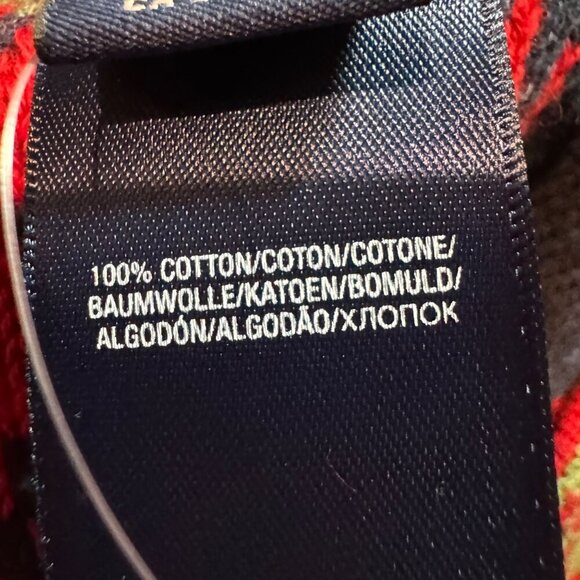 100% COTTON/COTON/COTONE/
BAUMWOLLE/KATOEN/BOMULD/
ALGODÓN/ALGODÃO/ХЛОПОК